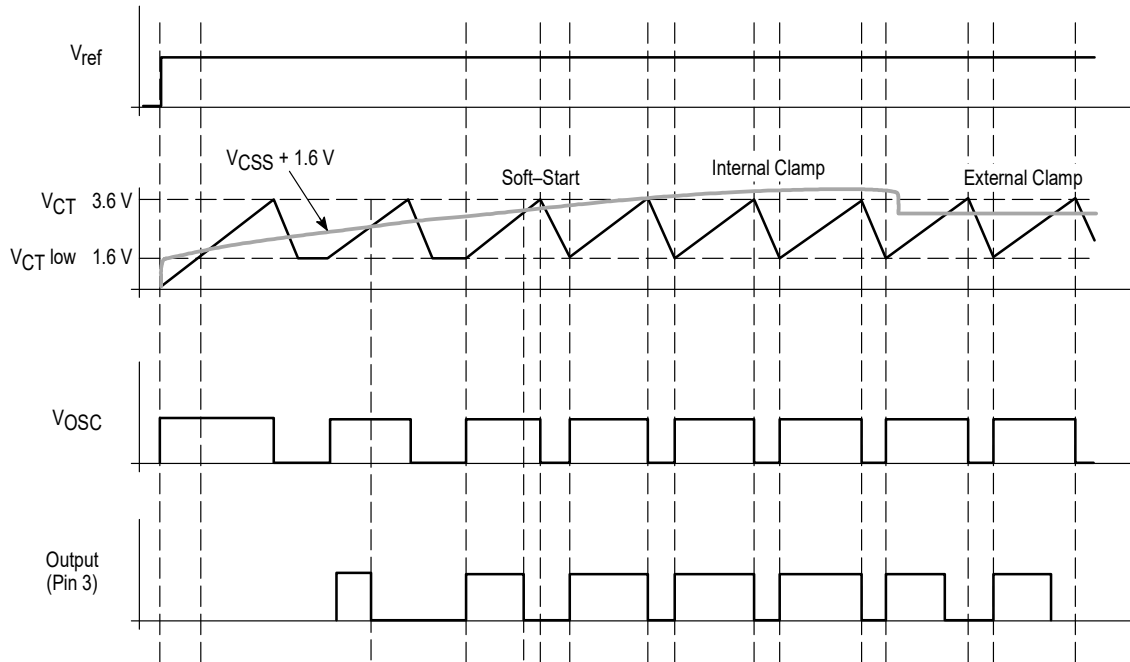 Vref
VCSS + 1.6 V
Soft–Start
Internal Clamp
External Clamp
VCT 3.6 V
VCT low 1.6 V
VOSC
Output
(Pin 3)